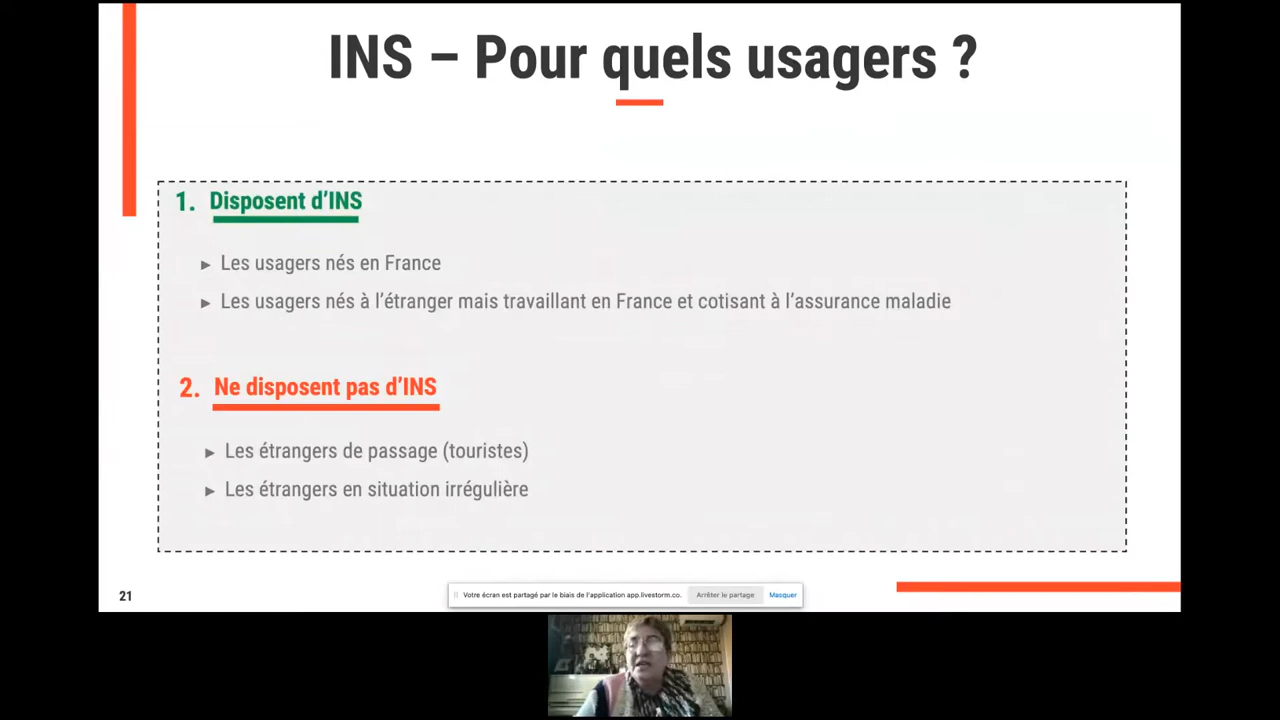 INS – Pour quels usagers ?
1. Disposent d’INS
► Les usagers nés en France
► Les usagers nés à l’étranger mais travaillant en France et cotisant à l’assurance maladie
2. Ne disposent pas d’INS
► Les étrangers de passage (touristes)
► Les étrangers en situation irrégulière
21
Votre écran est partagé par le biais de l'application app.livestorm.co. Arrêter le partage Masquer